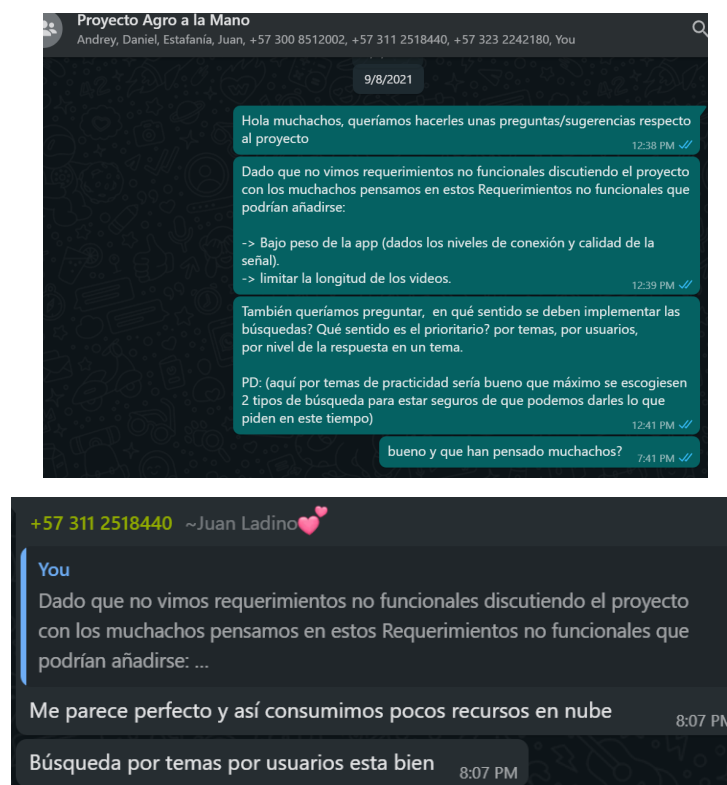 Proyecto Agro a la Mano
Andrey, Daniel, Estafanía, Juan, +57 300 8512002, +57 311 2518440, +57 323 2242180, You
9/8/2021
Hola muchachos, queríamos hacerles unas preguntas/sugerencias respecto
al proyecto
12:38 PM
Dado que no vimos requerimientos no funcionales discutiendo el proyecto
con los muchachos pensamos en estos Requerimientos no funcionales que
podrían añadirse:
-> Bajo peso de la app (dados los niveles de conexión y calidad de la
señal).
-> limitar la longitud de los videos.
12:39 PM
También queríamos preguntar, en qué sentido se deben implementar las
búsquedas? Qué sentido es el prioritario? por temas, por usuarios,
por nivel de la respuesta en un tema.
PD: (aquí por temas de practicidad sería bueno que máximo se escogiesen
2 tipos de búsqueda para estar seguros de que podemos darles lo que
piden en este tiempo)
12:41 PM
bueno y que han pensado muchachos?
7:41 PM
+57 311 2518440 ~Juan Ladino💕
You
Dado que no vimos requerimientos no funcionales discutiendo el proyecto
con los muchachos pensamos en estos Requerimientos no funcionales que
podrían añadirse: ...
Me parece perfecto y así consumimos pocos recursos en nube
8:07 PM
Búsqueda por temas por usuarios esta bien
8:07 PM